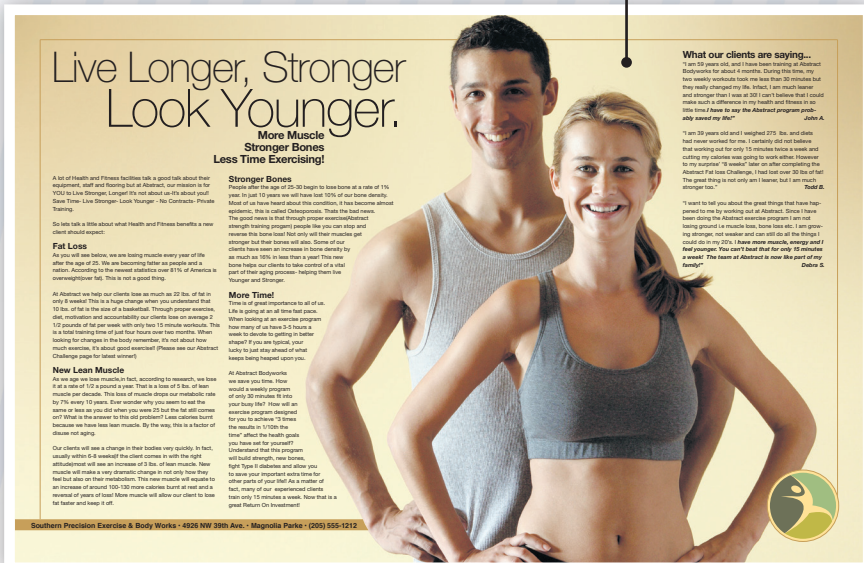 Live Longer, Stronger
Look Younger.
More Muscle
Stronger Bones
Less Time Exercising!
A lot of Health and Fitness facilities talk a good talk about their
equipment, staff and flooring but at Abstract, our mission is for
YOU to Live Stronger, Longer! It's not about us-it's about you!!
Save Time- Live Stronger- Look Younger - No Contracts- Private
Training.
So lets talk a little about what Health and Fitness benefits a new
client should expect:
Fat Loss
As you will see below, we are losing muscle every year of life
after the age of 25. We are becoming fatter as people and a
nation. According to the newest statistics over 81% of America is
overweight(over fat). This is not a good thing.
At Abstract we help our clients lose as much as 22 lbs. of fat in
only 8 weeks! This is a huge change when you understand that
10 lbs. of fat is the size of a basketball. Through proper exercise,
diet, motivation and accountability our clients lose on average 2
1/2 pounds of fat per week with only two 15 minute workouts. This
is a total training time of just four hours over two months. When
looking for changes in the body remember, it's not about how
much exercise, it's about good exercise!! (Please see our Abstract
Challenge page for latest winner!)
New Lean Muscle
As we age we lose muscle,in fact, according to research, we lose
it at a rate of 1/2 a pound a year. That is a loss of 5 lbs. of lean
muscle per decade. This loss of muscle drops our metabolic rate
by 7% every 10 years. Ever wonder why you seem to eat the
same or less as you did when you were 25 but the fat still comes
on? What is the answer to this old problem? Less calories burnt
because we have less lean muscle. By the way, this is a factor of
disuse not aging.
Our clients will see a change in their bodies very quickly. In fact,
usually within 6-8 weeks(if the client comes in with the right
attitude)most will see an increase of 3 lbs. of lean muscle. New
muscle will make a very dramatic change in not only how they
feel but also on their metabolism. This new muscle will equate to
an increase of around 100-130 more calories burnt at rest and a
reversal of years of loss! More muscle will allow our client to lose
fat faster and keep it off.
Stronger Bones
People after the age of 25-30 begin to lose bone at a rate of 1%
year. In just 10 years we will have lost 10% of our bone density.
Most of us have heard about this condition, it has become almost
epidemic, this is called Osteoporosis. Thats the bad news.
The good news is that through proper exercise(Abstract
strength training progam) people like you can stop and
reverse this bone loss! Not only will their muscles get
stronger but their bones will also. Some of our
clients have seen an increase in bone density by
as much as 16% in less than a year! This new
bone helps our clients to take control of a vital
part of their aging process- helping them live
Younger and Stronger.
More Time!
Time is of great importance to all of us.
Life is going at an all time fast pace.
When looking at an exercise program
how many of us have 3-5 hours a
week to devote to getting in better
shape? If you are typical, your
lucky to just stay ahead of what
keeps being heaped upon you.
At Abstract Bodyworks
we save you time. How
would a weekly program
of only 30 minutes fit into
your busy life? How will an
exercise program designed
for you to achieve "3 times
the results in 1/10th the
time" affect the health goals
you have set for yourself?
Understand that this program
will build strength, new bones,
fight Type II diabetes and allow you
to save your important extra time for
other parts of your life!! As a matter of
fact, many of our experienced clients
train only 15 minutes a week. Now that is a
great Return On Investment!
What our clients are saying...
"I am 59 years old, and I have been training at Abstract
Bodyworks for about 4 months. During this time, my
two weekly workouts took me less than 30 minutes but
they really changed my life. Infact, I am much leaner
and stronger than I was at 30! I can't believe that I could
make such a difference in my health and fitness in so
little time.I have to say the Abstract program prob-
ably saved my life!" John A.
"I am 39 years old and I weighed 275 lbs. and diets
had never worked for me. I certainly did not believe
that working out for only 15 minutes twice a week and
cutting my calories was going to work either. However
to my surprise' "8 weeks" later on after completing the
Abstract Fat loss Challenge, I had lost over 30 lbs of fat!
The great thing is not only am I leaner, but I am much
stronger too." Todd B.
"I want to tell you about the great things that have hap-
pened to me by working out at Abstract. Since I have
been doing the Abstract exercise program I am not
losing ground i.e muscle loss, bone loss etc. I am grow-
ing stronger, not weaker and can still do all the things I
could do in my 20's. I have more muscle, energy and I
feel younger. You can't beat that for only 15 minutes
a week! The team at Abstract is now like part of my
family!" Debra S.
Southern Precision Exercise & Body Works • 4926 NW 39th Ave. • Magnolia Parke • (205) 555-1212